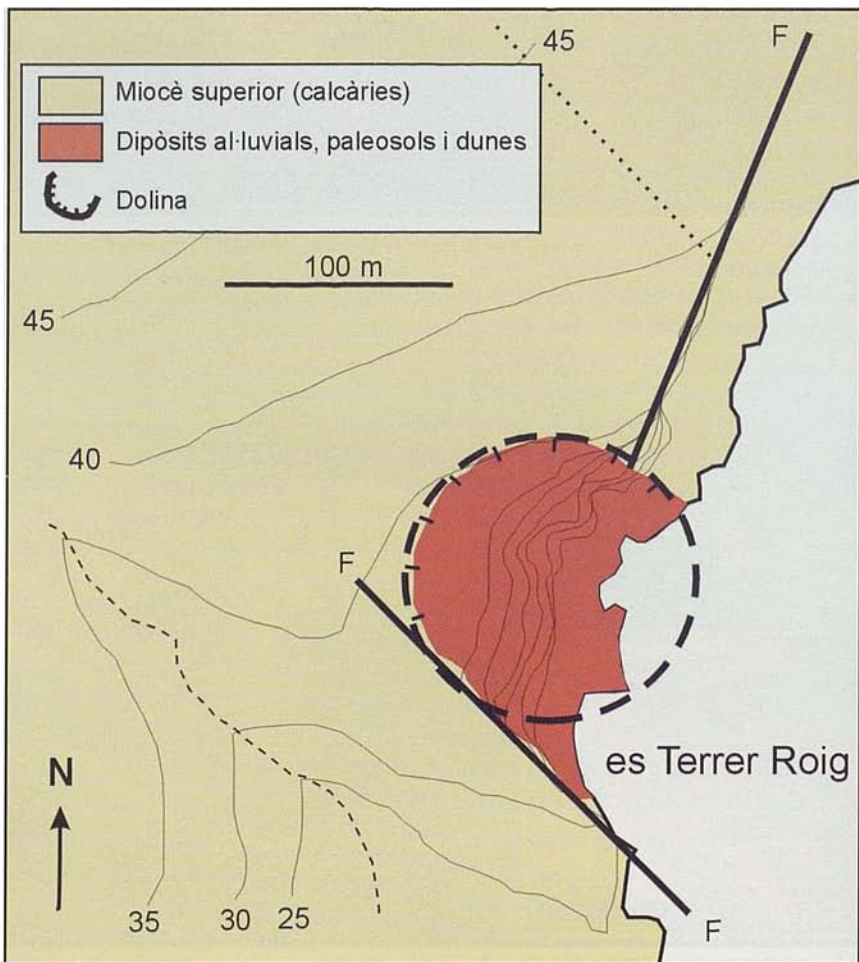 45
F
Miocè superior (calcàries)
Dipòsits al·luvials, paleosols i dunes
Dolina
100 m
45
40
F
es Terrer Roig
N
35
30
25
F